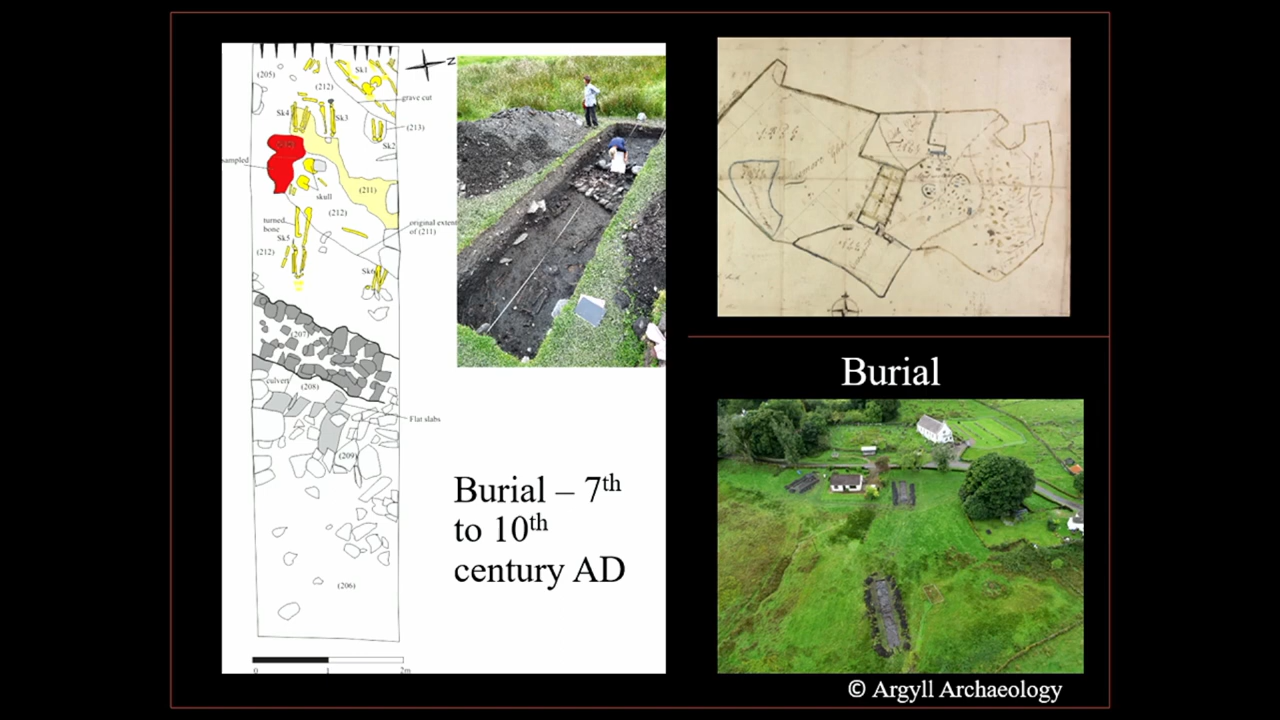 (205)
Sk1
(212)
grave cut
Sk4
Sk3
(213)
Sk2
sampled
(211)
skull
(212)
turned
bone
original extent
of (211)
Sk5
(212)
Sk6
(207)
culvert
(208)
Flat slabs
(209)
(206)
0 1 2m
N
Burial – 7th
to 10th
century AD
Burial
© Argyll Archaeology